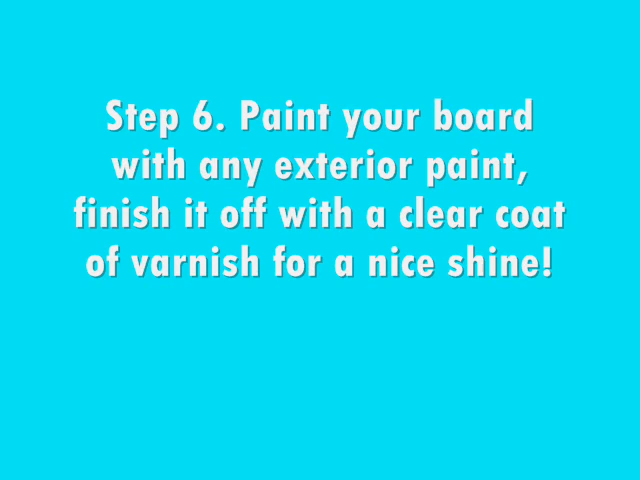 Step 6. Paint your board
with any exterior paint,
finish it off with a clear coat
of varnish for a nice shine!